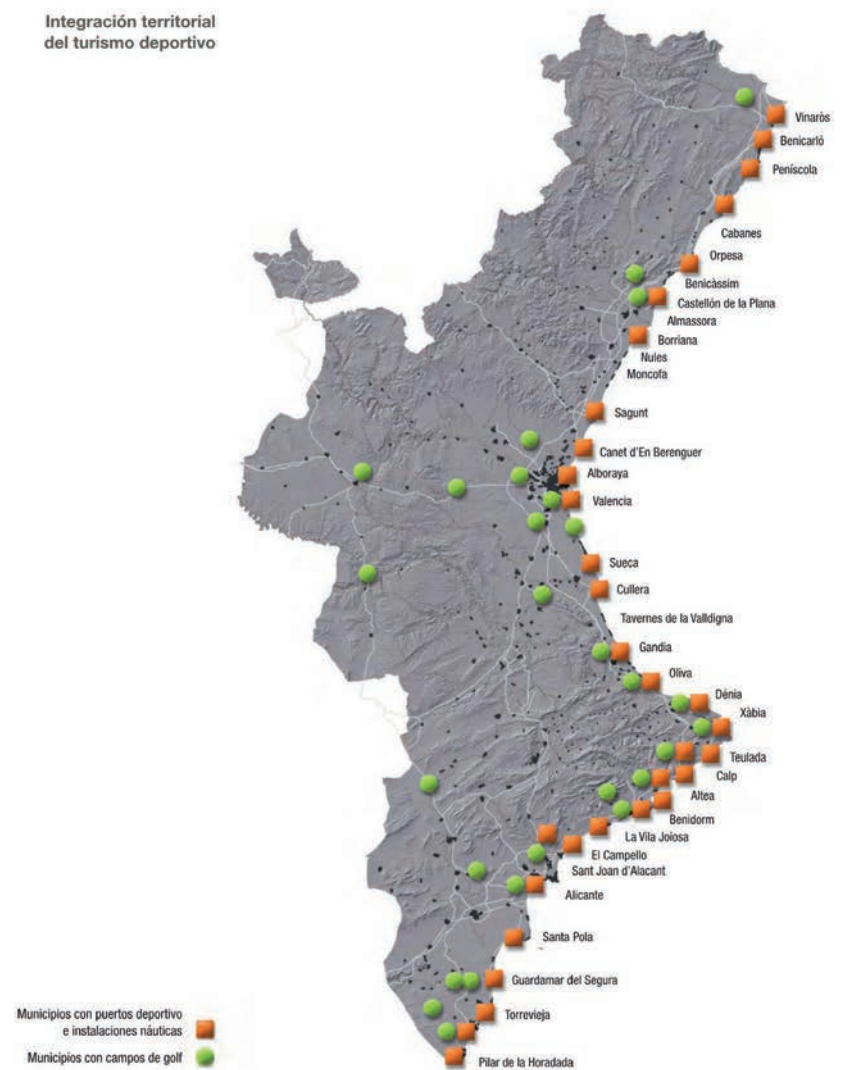 Integración territorial
del turismo deportivo
Vinaròs
Benicarló
Peníscola
Cabanes
Orpesa
Benicàssim
Castellón de la Plana
Almassora
Borriana
Nules
Moncofa
Sagunt
Canet d'En Berenguer
Alboraya
Valencia
Sueca
Cullera
Tavernes de la Valldigna
Gandia
Oliva
Dénia
Xàbia
Teulada
Calp
Altea
Benidorm
La Vila Joiosa
El Campello
Sant Joan d'Alacant
Alicante
Santa Pola
Guardamar del Segura
Torrevieja
Pilar de la Horadada
Municipios con puertos deportivo
e instalaciones náuticas
Municipios con campos de golf